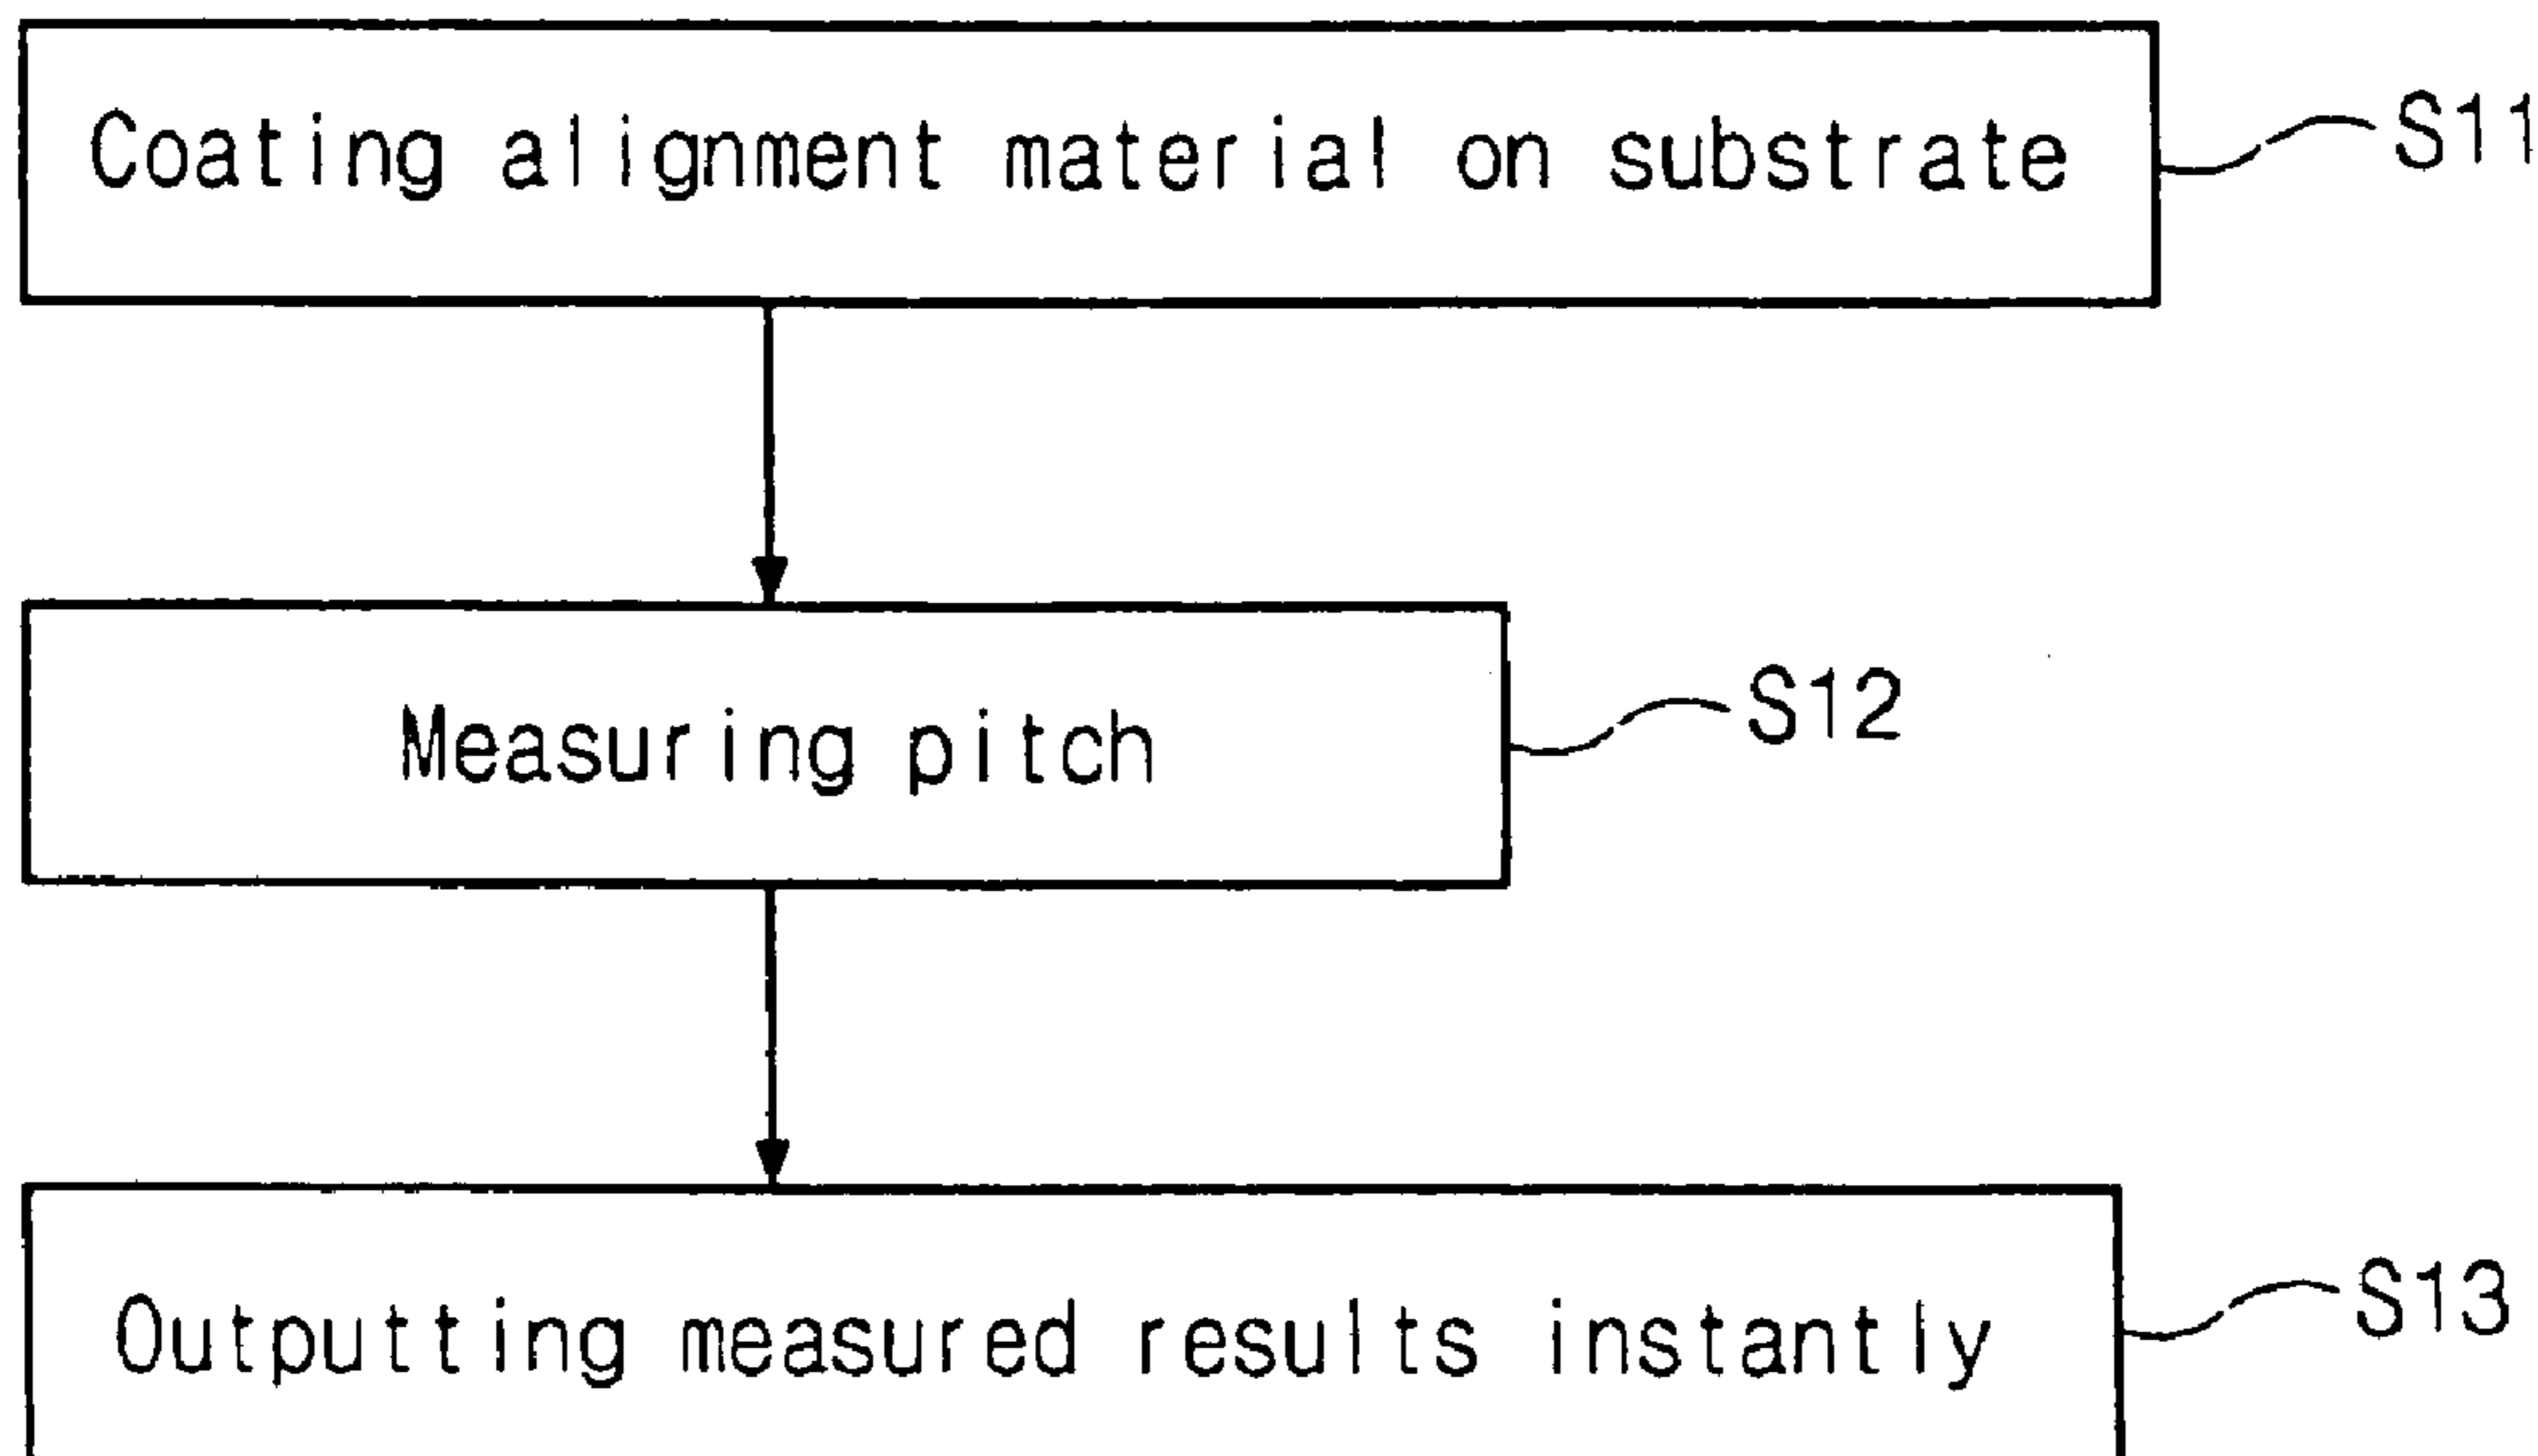 Coating alignment material on substrate S11
Measuring pitch S12
Outputting measured results instantly S13